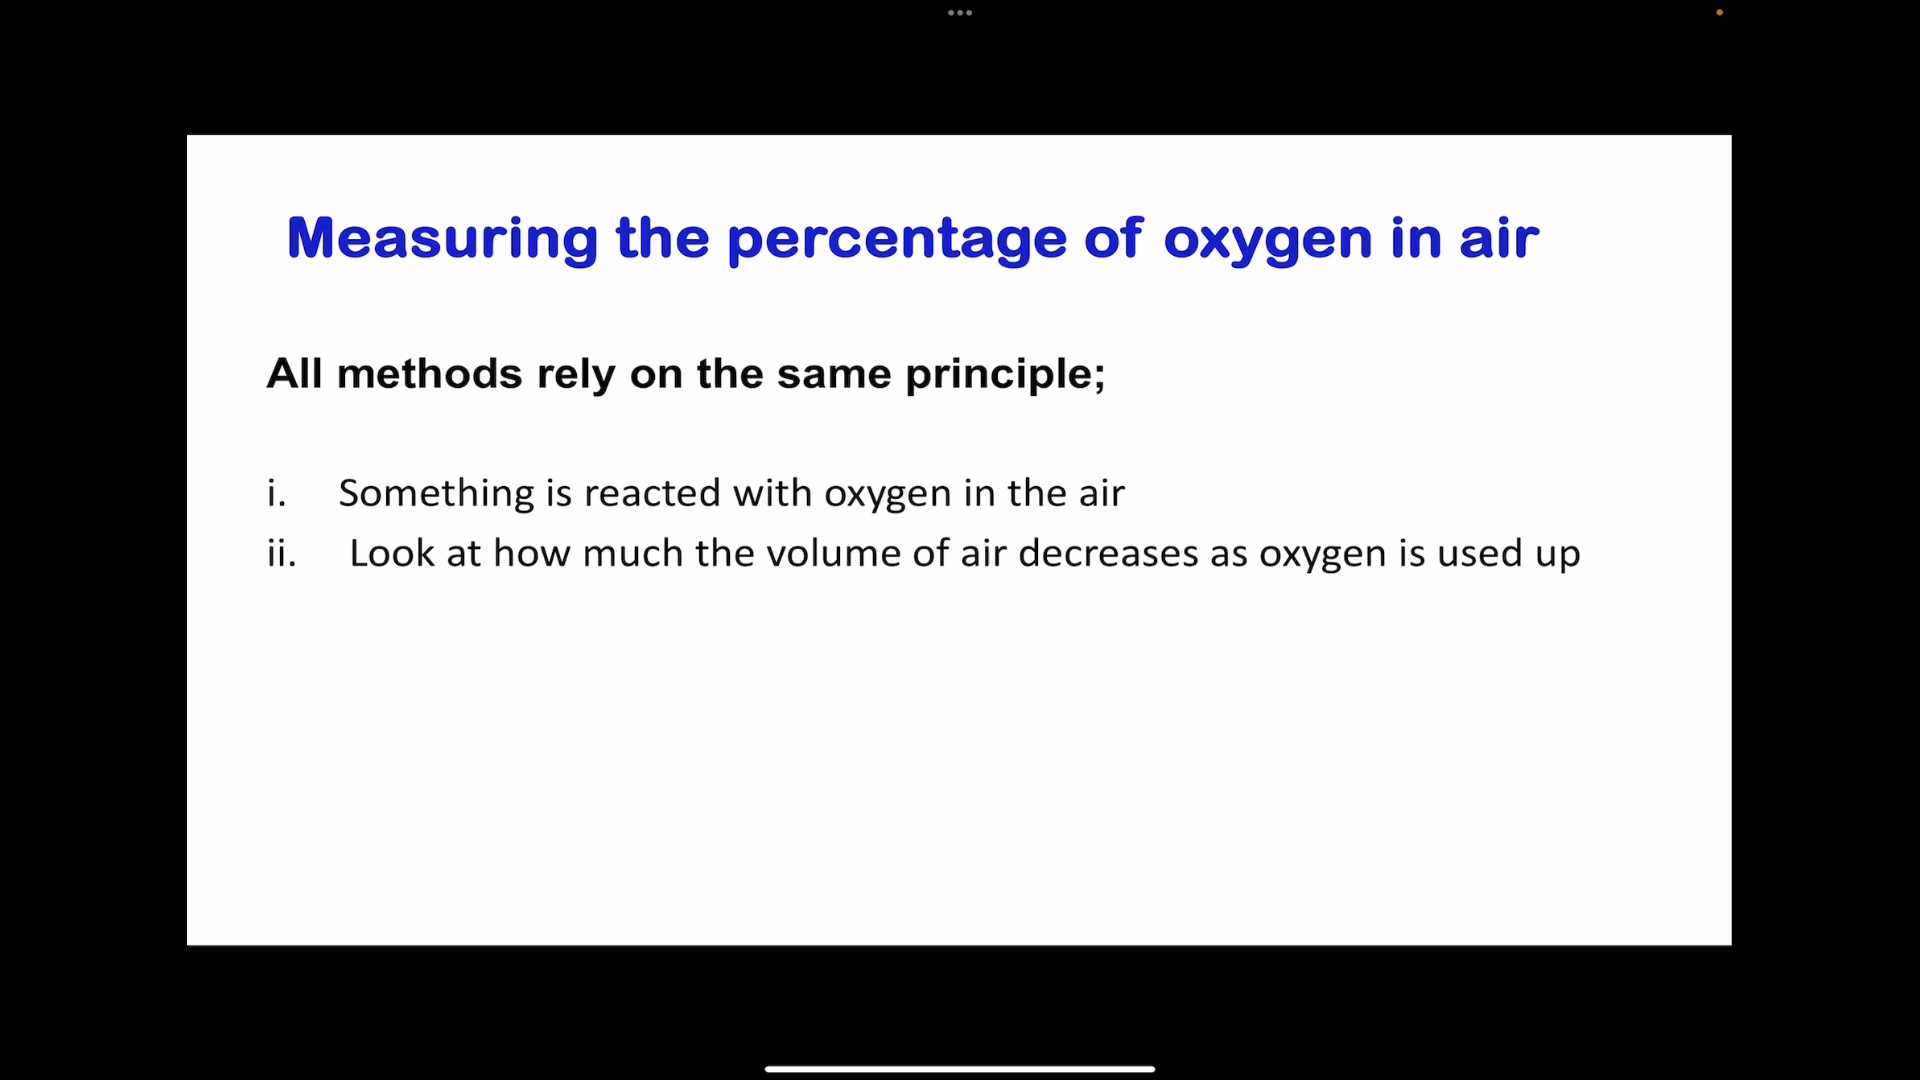 Measuring the percentage of oxygen in air
All methods rely on the same principle;
i. Something is reacted with oxygen in the air
ii. Look at how much the volume of air decreases as oxygen is used up